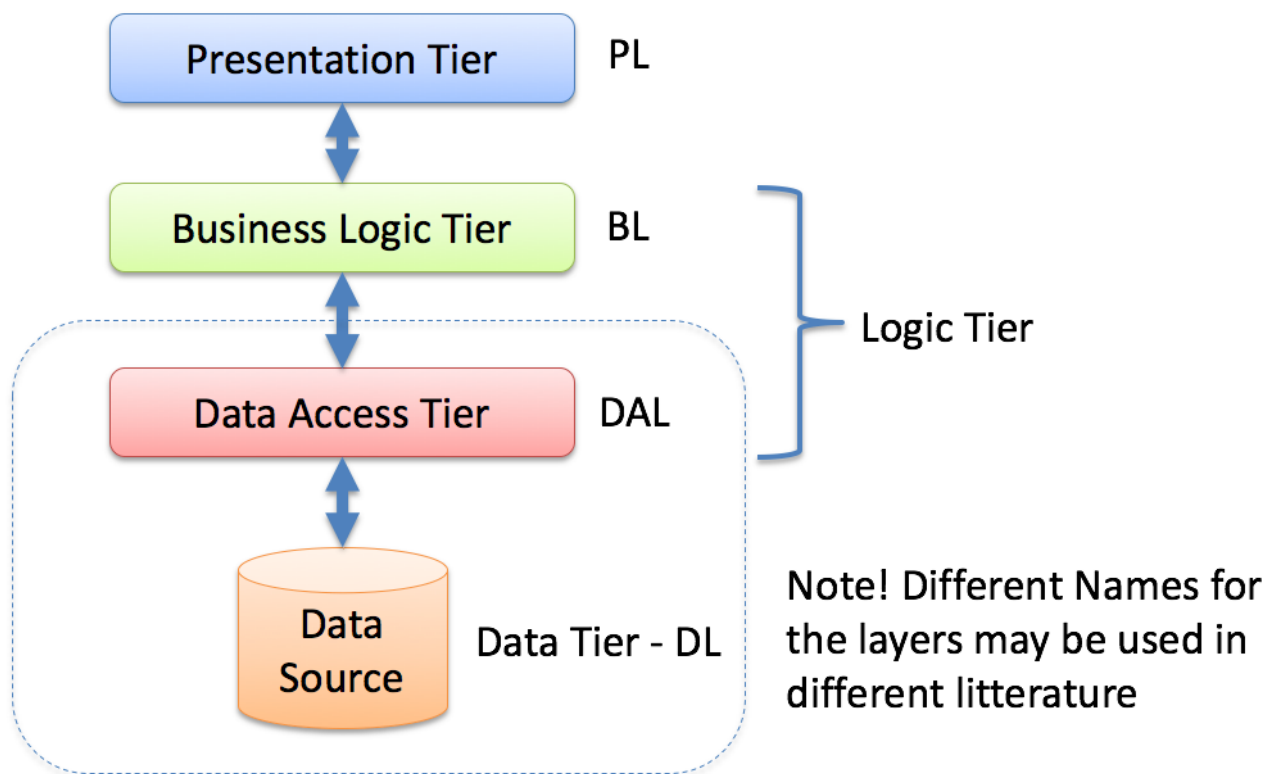 Presentation Tier
PL
Business Logic Tier
BL
Logic Tier
Data Access Tier
DAL
Data
Source
Data Tier - DL
Note! Different Names for
the layers may be used in
different litterature